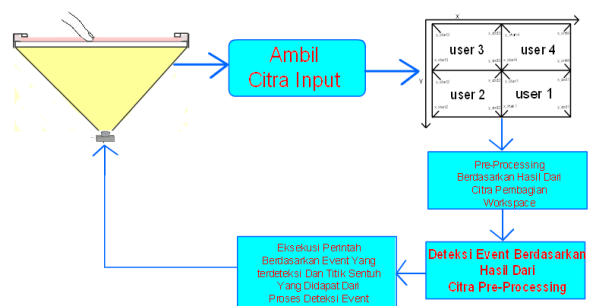 Ambil
Citra Input
X
Y
user 3
user 4
user 2
user 1
Pre-Processing
Berdasarkan Hasil Dari
Citra Pembagian
Workspace
Deteksi Event Berdasarkan
Hasil Dari
Citra Pre-Processing
Eksekusi Perintah
Berdasarkan Event Yang
terdeteksi Dan Titik Sentuh
Yang Didapat Dari
Proses Deteksi Event